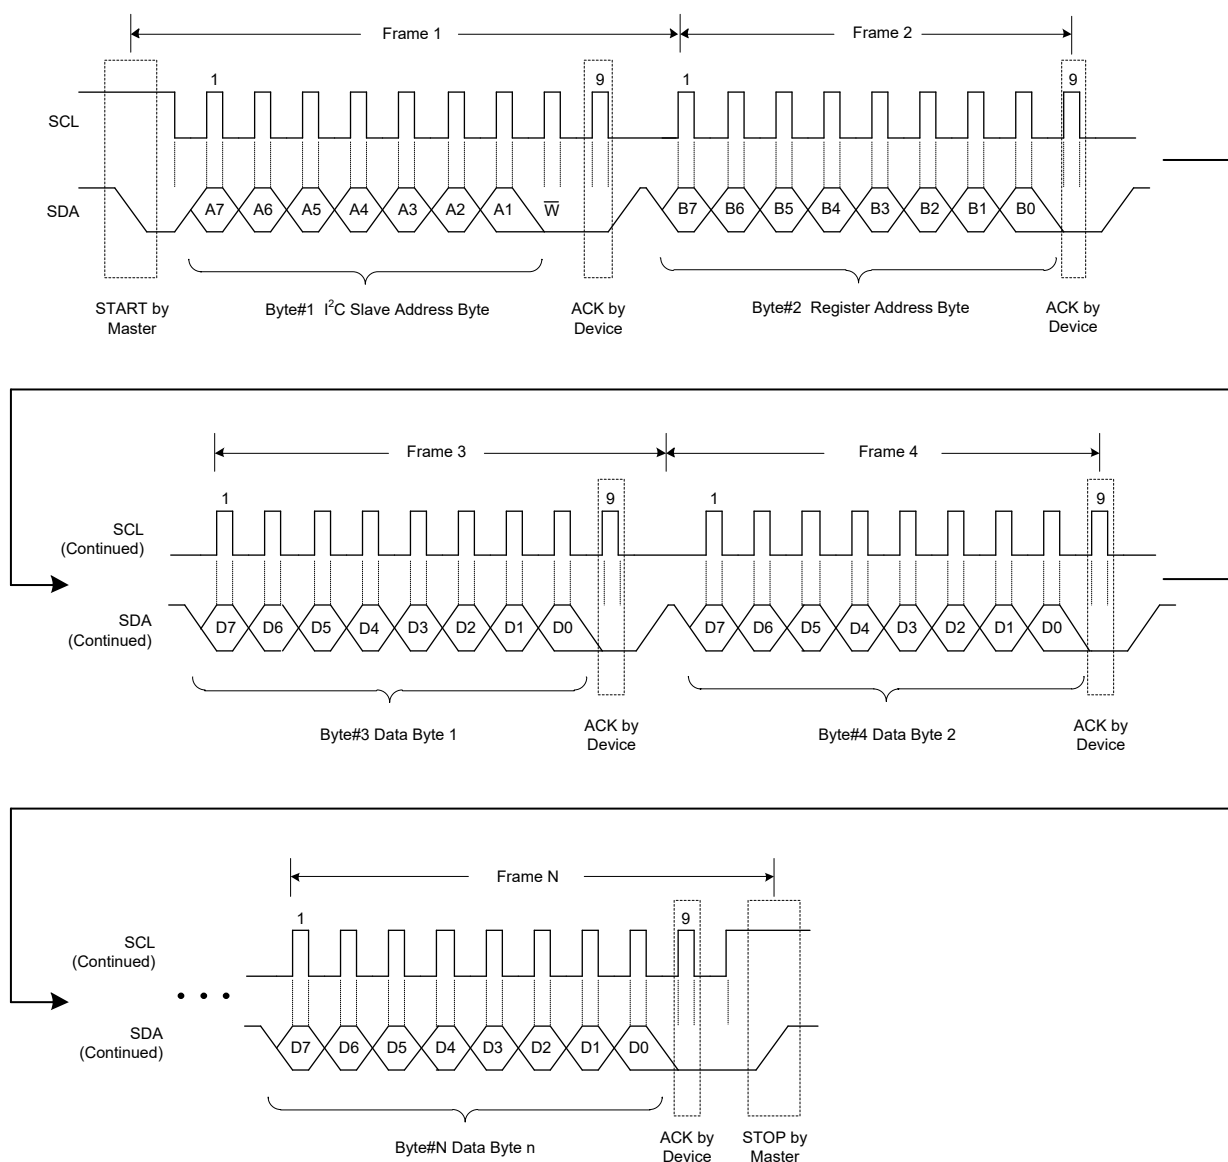 Frame 1 Frame 2
1 9 1 9
SCL
SDA A7 A6 A5 A4 A3 A2 A1 W̅ B7 B6 B5 B4 B3 B2 B1 B0
START by Master
Byte#1 I²C Slave Address Byte
ACK by Device
Byte#2 Register Address Byte
ACK by Device
Frame 3 Frame 4
1 9 1 9
SCL (Continued)
SDA (Continued) D7 D6 D5 D4 D3 D2 D1 D0 D7 D6 D5 D4 D3 D2 D1 D0
Byte#3 Data Byte 1
ACK by Device
Byte#4 Data Byte 2
ACK by Device
Frame N
1 9
SCL (Continued)
SDA (Continued) D7 D6 D5 D4 D3 D2 D1 D0
Byte#N Data Byte n
ACK by Device
STOP by Master